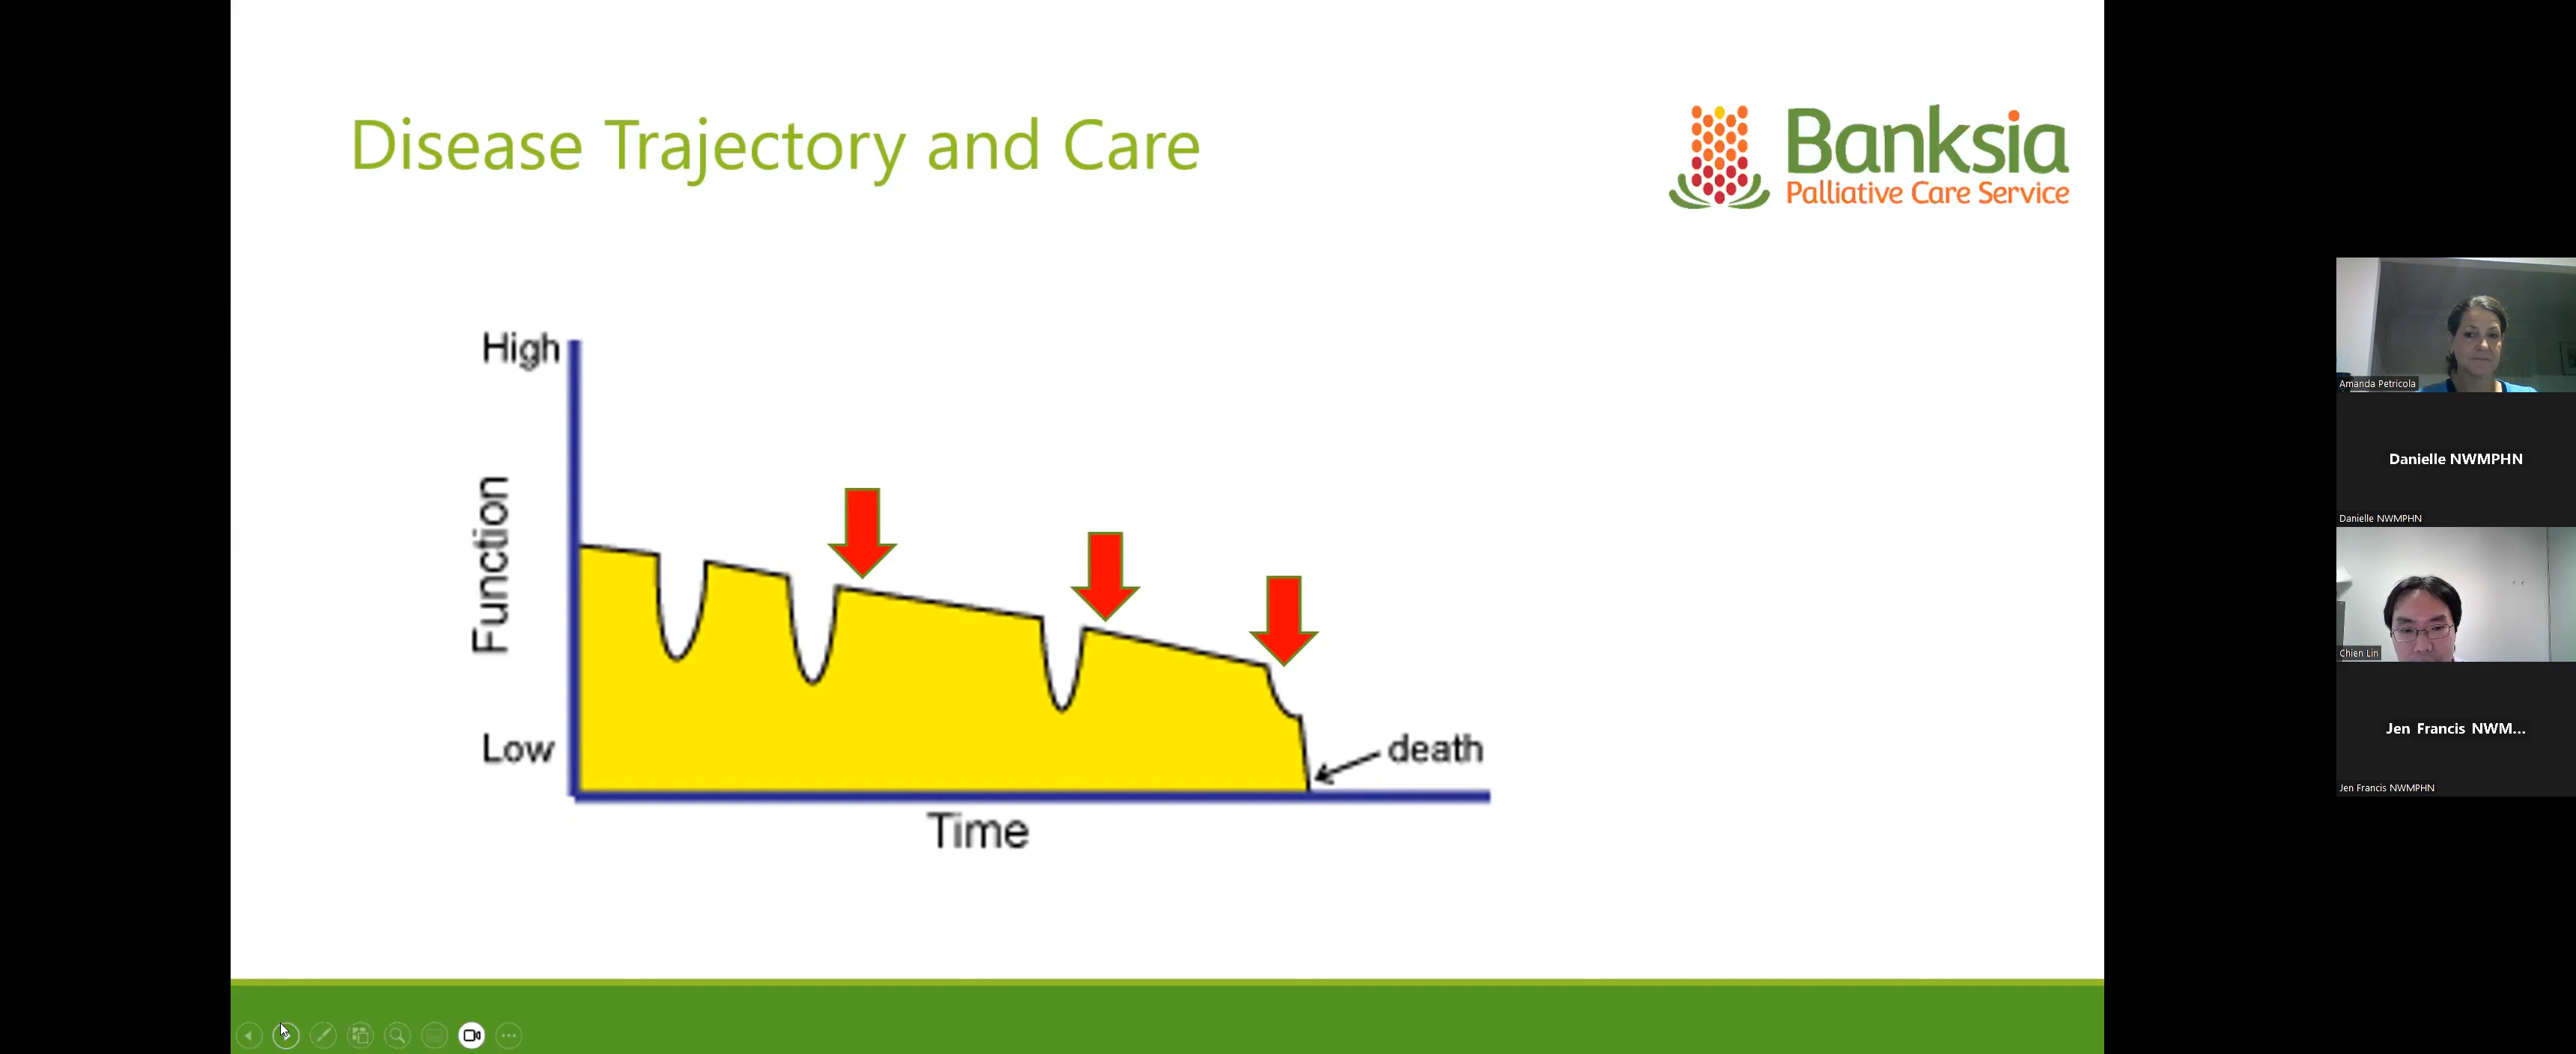 Disease Trajectory and Care
Banksia
Palliative Care Service
High
Function
Low
death
Time
Amanda Petricola
Danielle NWMPHN
Danielle NWMPHN
Chien Lin
Jen Francis NWM...
Jen Francis NWMPHN